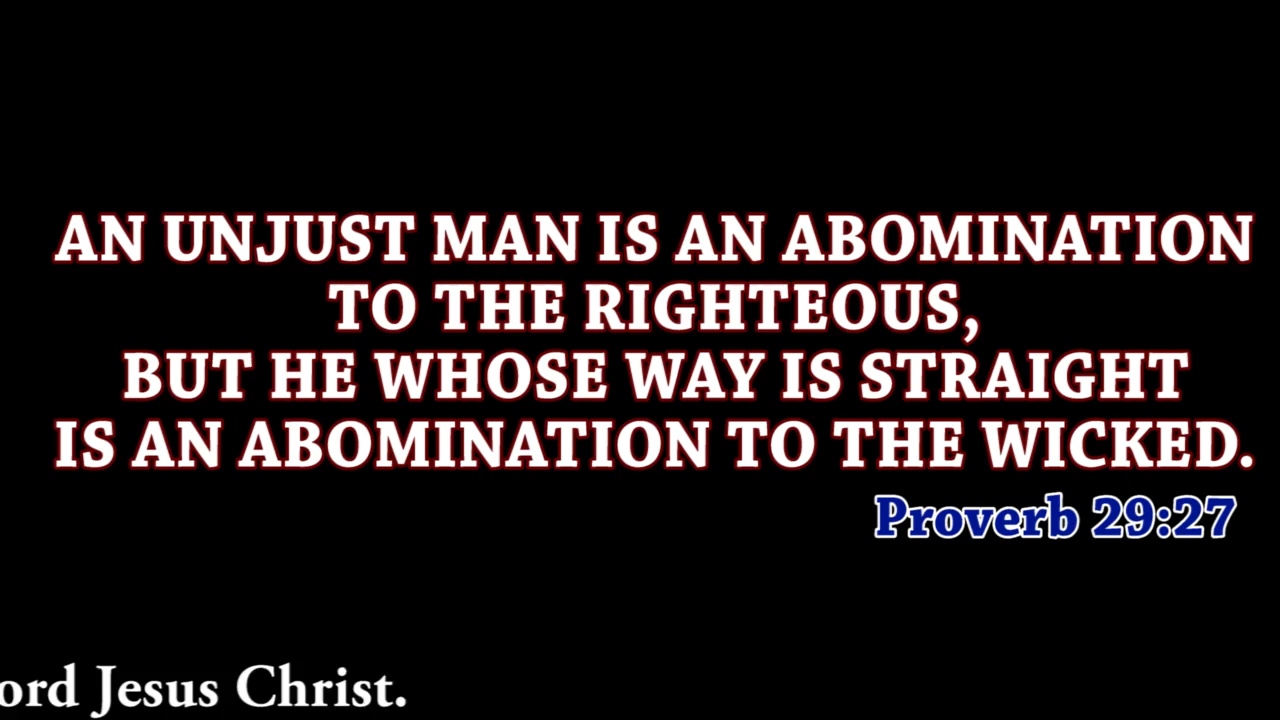 AN UNJUST MAN IS AN ABOMINATION
TO THE RIGHTEOUS,
BUT HE WHOSE WAY IS STRAIGHT
IS AN ABOMINATION TO THE WICKED.
Proverb 29:27
Jesus Christ.